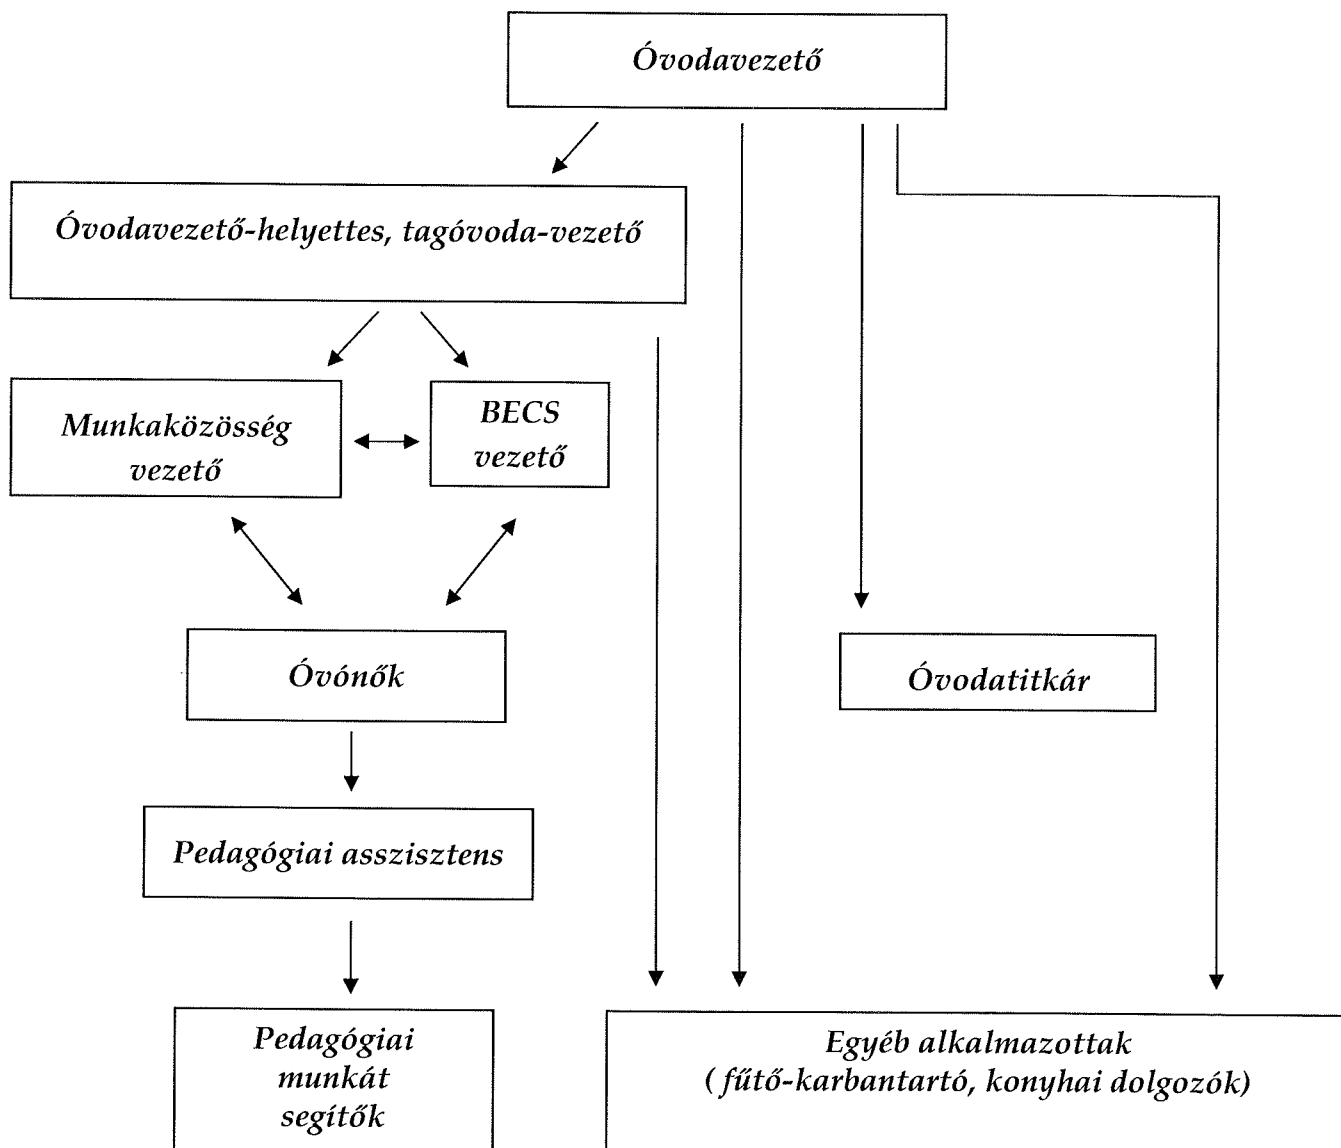 Óvodavezető
Óvodavezető-helyettes, tagóvoda-vezető
Munkaközösség
vezető
BECS
vezető
Óvónők
Óvodatitkár
Pedagógiai asszisztens
Pedagógiai
munkát
segítők
Egyéb alkalmazottak
( fűtő-karbantartó, konyhai dolgozók)